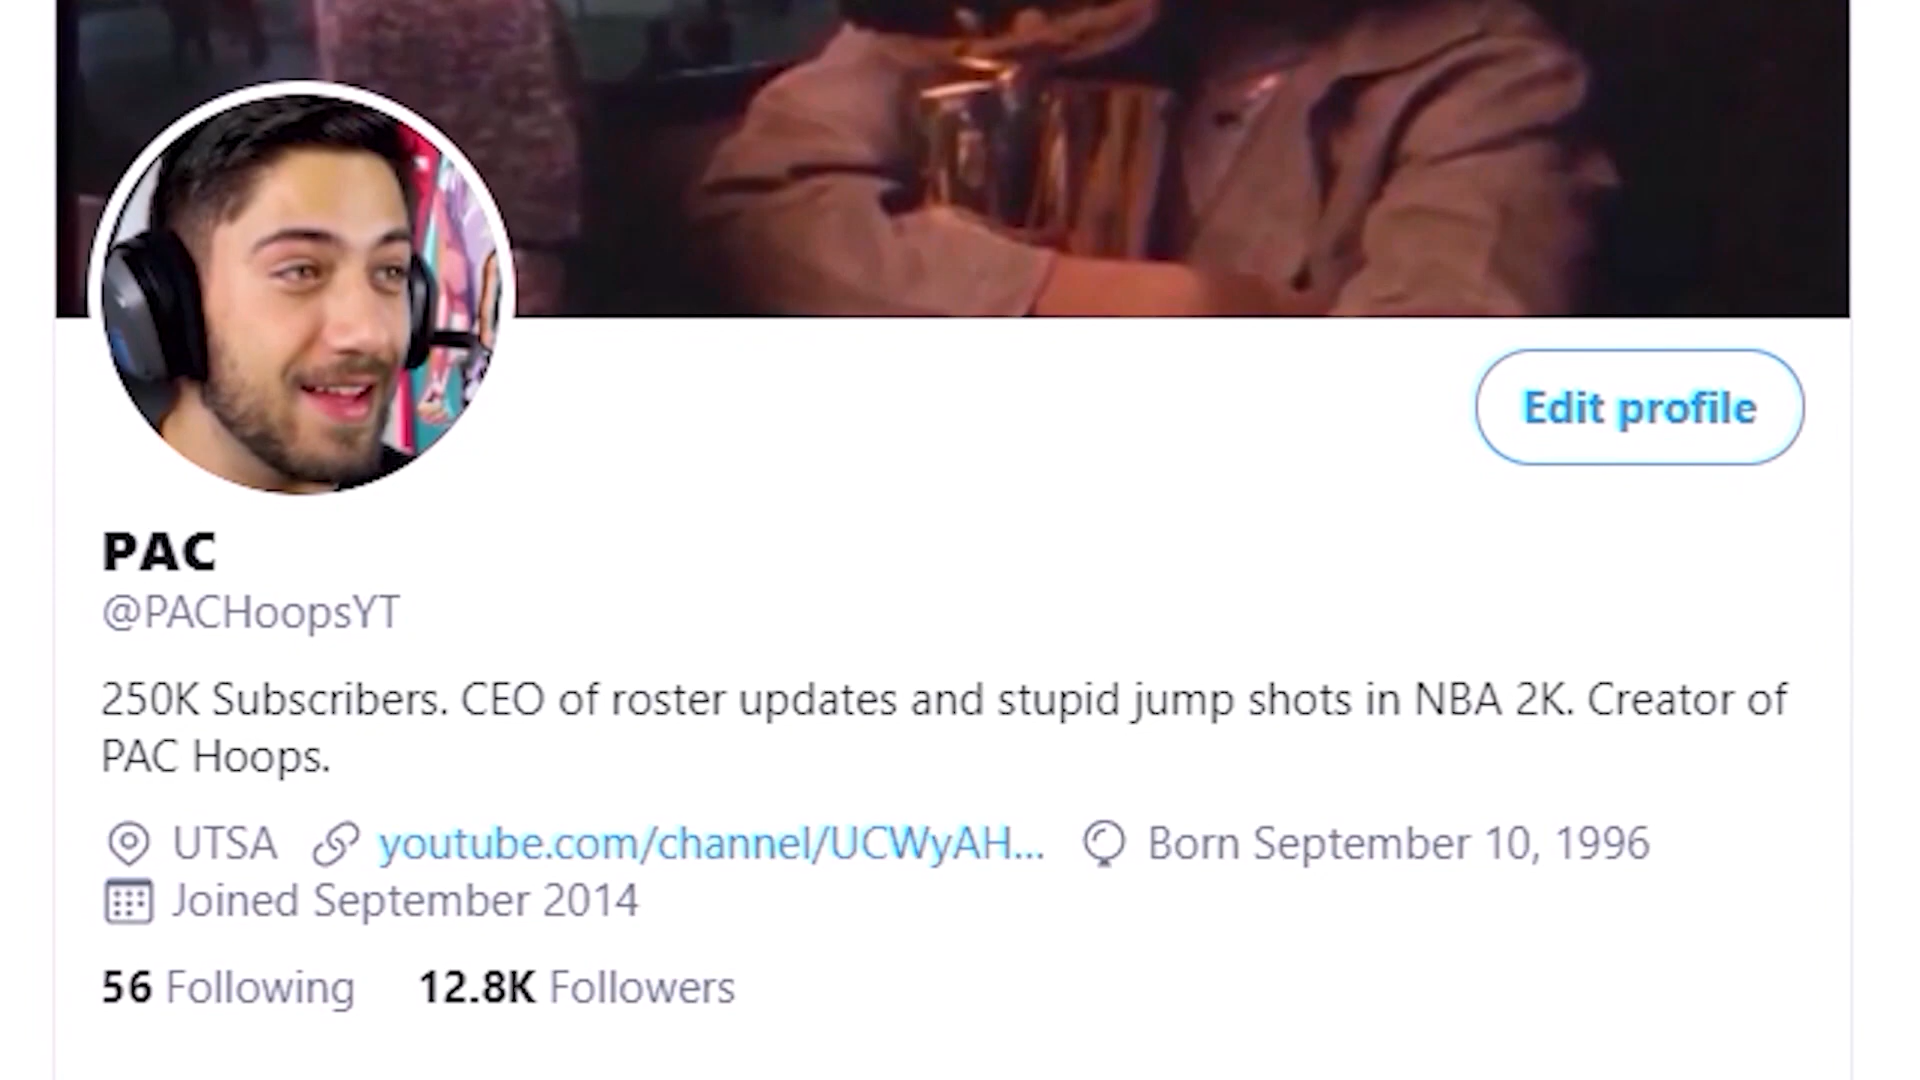 Edit profile
PAC
@PACHoopsYT
250K Subscribers. CEO of roster updates and stupid jump shots in NBA 2K. Creator of
PAC Hoops.
UTSA youtube.com/channel/UCWyAH... Born September 10, 1996
Joined September 2014
56 Following 12.8K Followers